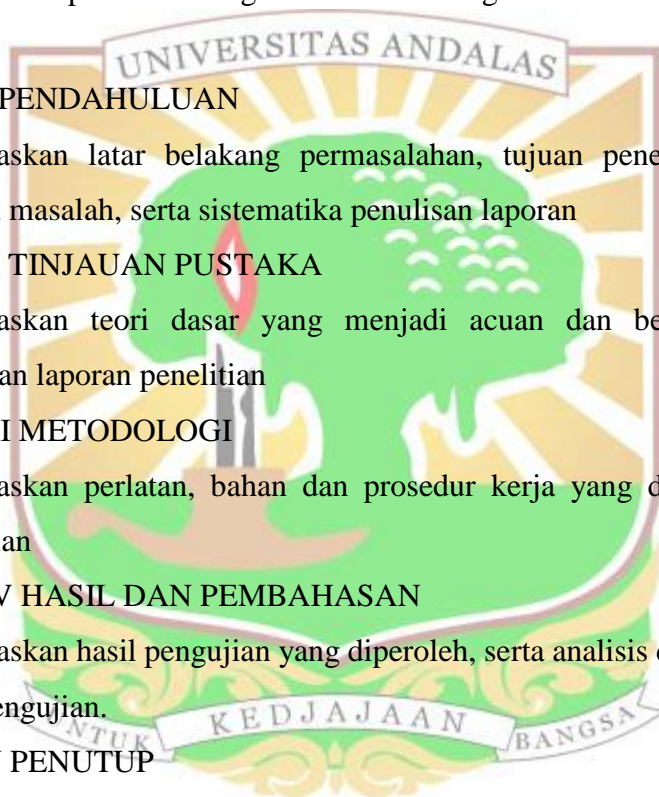 UNIVERSITAS ANDALAS
PENDAHULUAN
askan latar belakang permasalahan, tujuan pene
masalah, serta sistematika penulisan laporan
TINJAUAN PUSTAKA
askan teori dasar yang menjadi acuan dan be
an laporan penelitian
I METODOLOGI
askan perlatan, bahan dan prosedur kerja yang d
an
V HASIL DAN PEMBAHASAN
askan hasil pengujian yang diperoleh, serta analisis
engujian.
UNTUK KEDJAJAAN BANGSA
PENUTUP